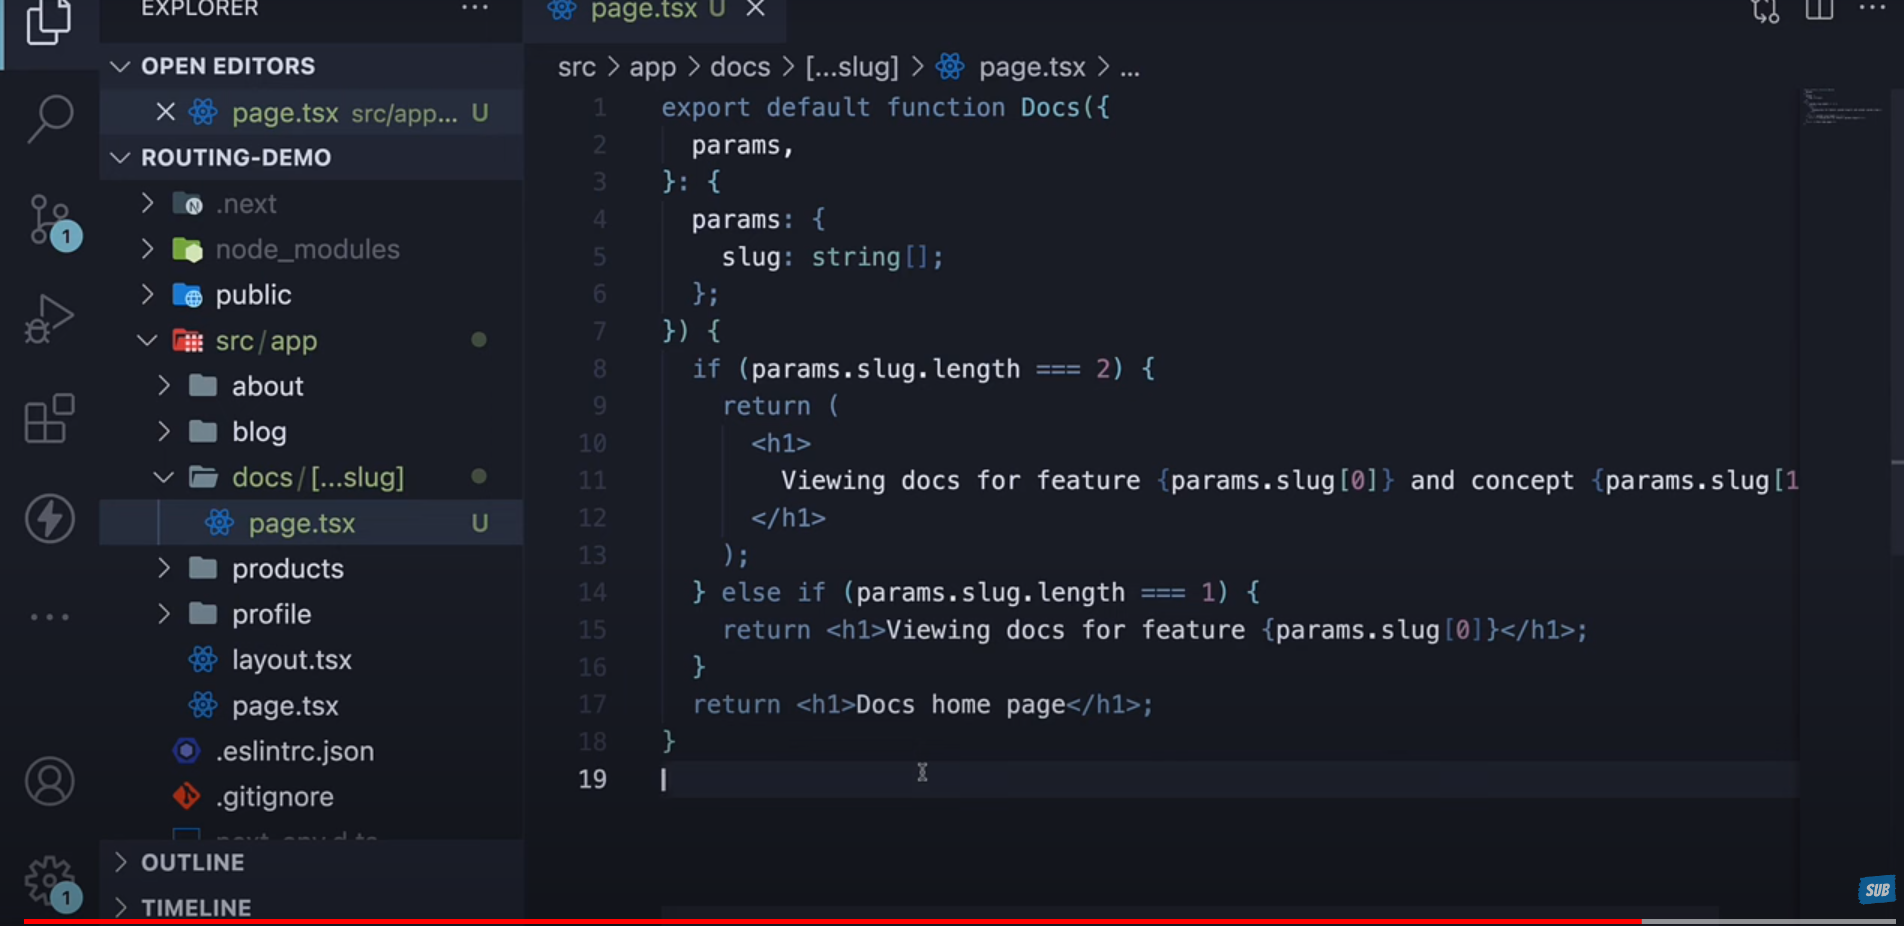 EXPLORER ...
page.tsx U
OPEN EDITORS
page.tsx src/app... U
src > app > docs > [...slug] > page.tsx > ...
ROUTING-DEMO
.next
node_modules
public
src/app
about
blog
docs/[...slug]
page.tsx U
products
profile
layout.tsx
page.tsx
.eslintrc.json
.gitignore
OUTLINE
TIMELINE
1
1
1 export default function Docs({
2 params,
3 }: {
4 params: {
5 slug: string[];
6 };
7 }) {
8 if (params.slug.length === 2) {
9 return (
10 <h1>
11 Viewing docs for feature {params.slug[0]} and concept {params.slug[1
12 </h1>
13 );
14 } else if (params.slug.length === 1) {
15 return <h1>Viewing docs for feature {params.slug[0]}</h1>;
16 }
17 return <h1>Docs home page</h1>;
18 }
19
SUB